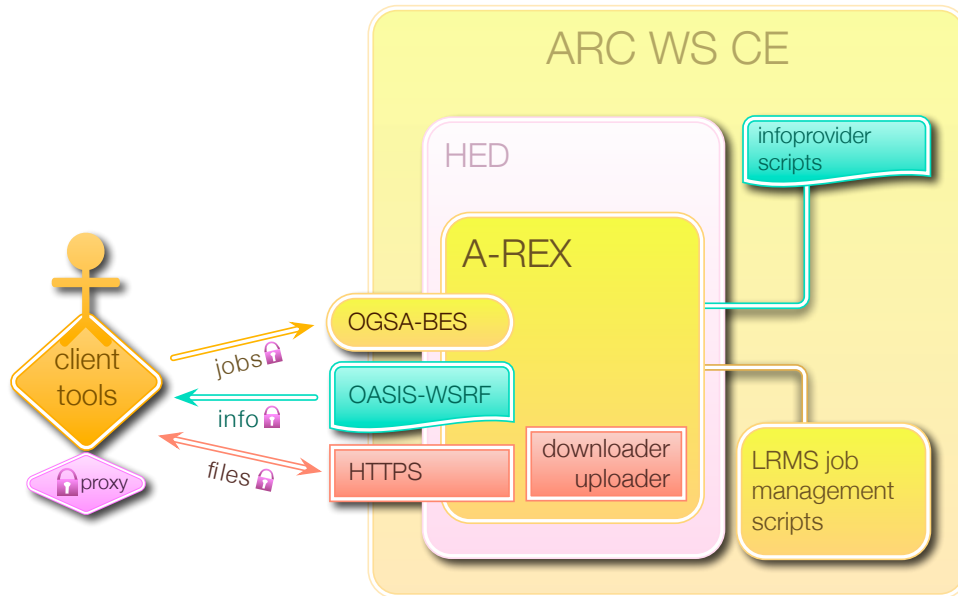 ARC WS CE
HED
infoprovider
scripts
A-REX
client
tools
proxy
jobs
info
files
OGSA-BES
OASIS-WSRF
HTTPS
downloader
uploader
LRMS job
management
scripts